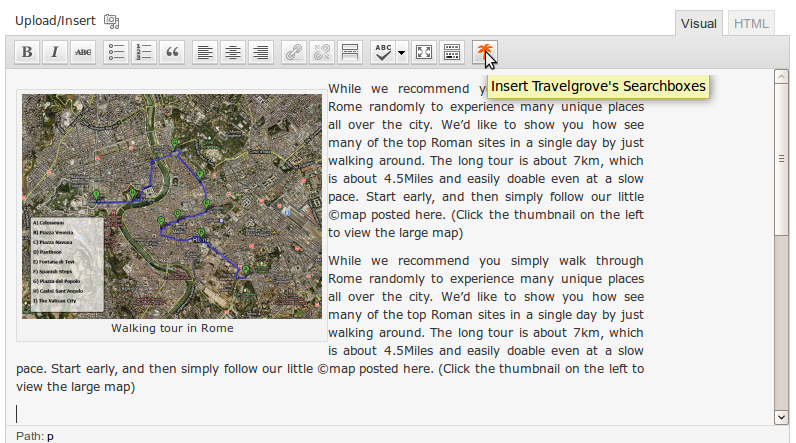 Upload/Insert
Visual
HTML
B I ABC
ABC
Insert Travelgrove's Searchboxes
While we recommend y
Rome randomly to experience many unique places
all over the city. We’d like to show you how see
many of the top Roman sites in a single day by just
walking around. The long tour is about 7km, which
is about 4.5Miles and easily doable even at a slow
pace. Start early, and then simply follow our little
©map posted here. (Click the thumbnail on the left
to view the large map)
A) Colosseum
B) Piazza Venezia
C) Piazza Navona
D) Pantheon
E) Fontana di Tevi
F) Spanish Steps
G) Piazza del Popolo
H) Castel Sant'Angelo
I) The Vatican City
Walking tour in Rome
While we recommend you simply walk through
Rome randomly to experience many unique places
all over the city. We’d like to show you how see
many of the top Roman sites in a single day by just
walking around. The long tour is about 7km, which
is about 4.5Miles and easily doable even at a slow
pace. Start early, and then simply follow our little ©map posted here. (Click the thumbnail on the left to
view the large map)
Path: p